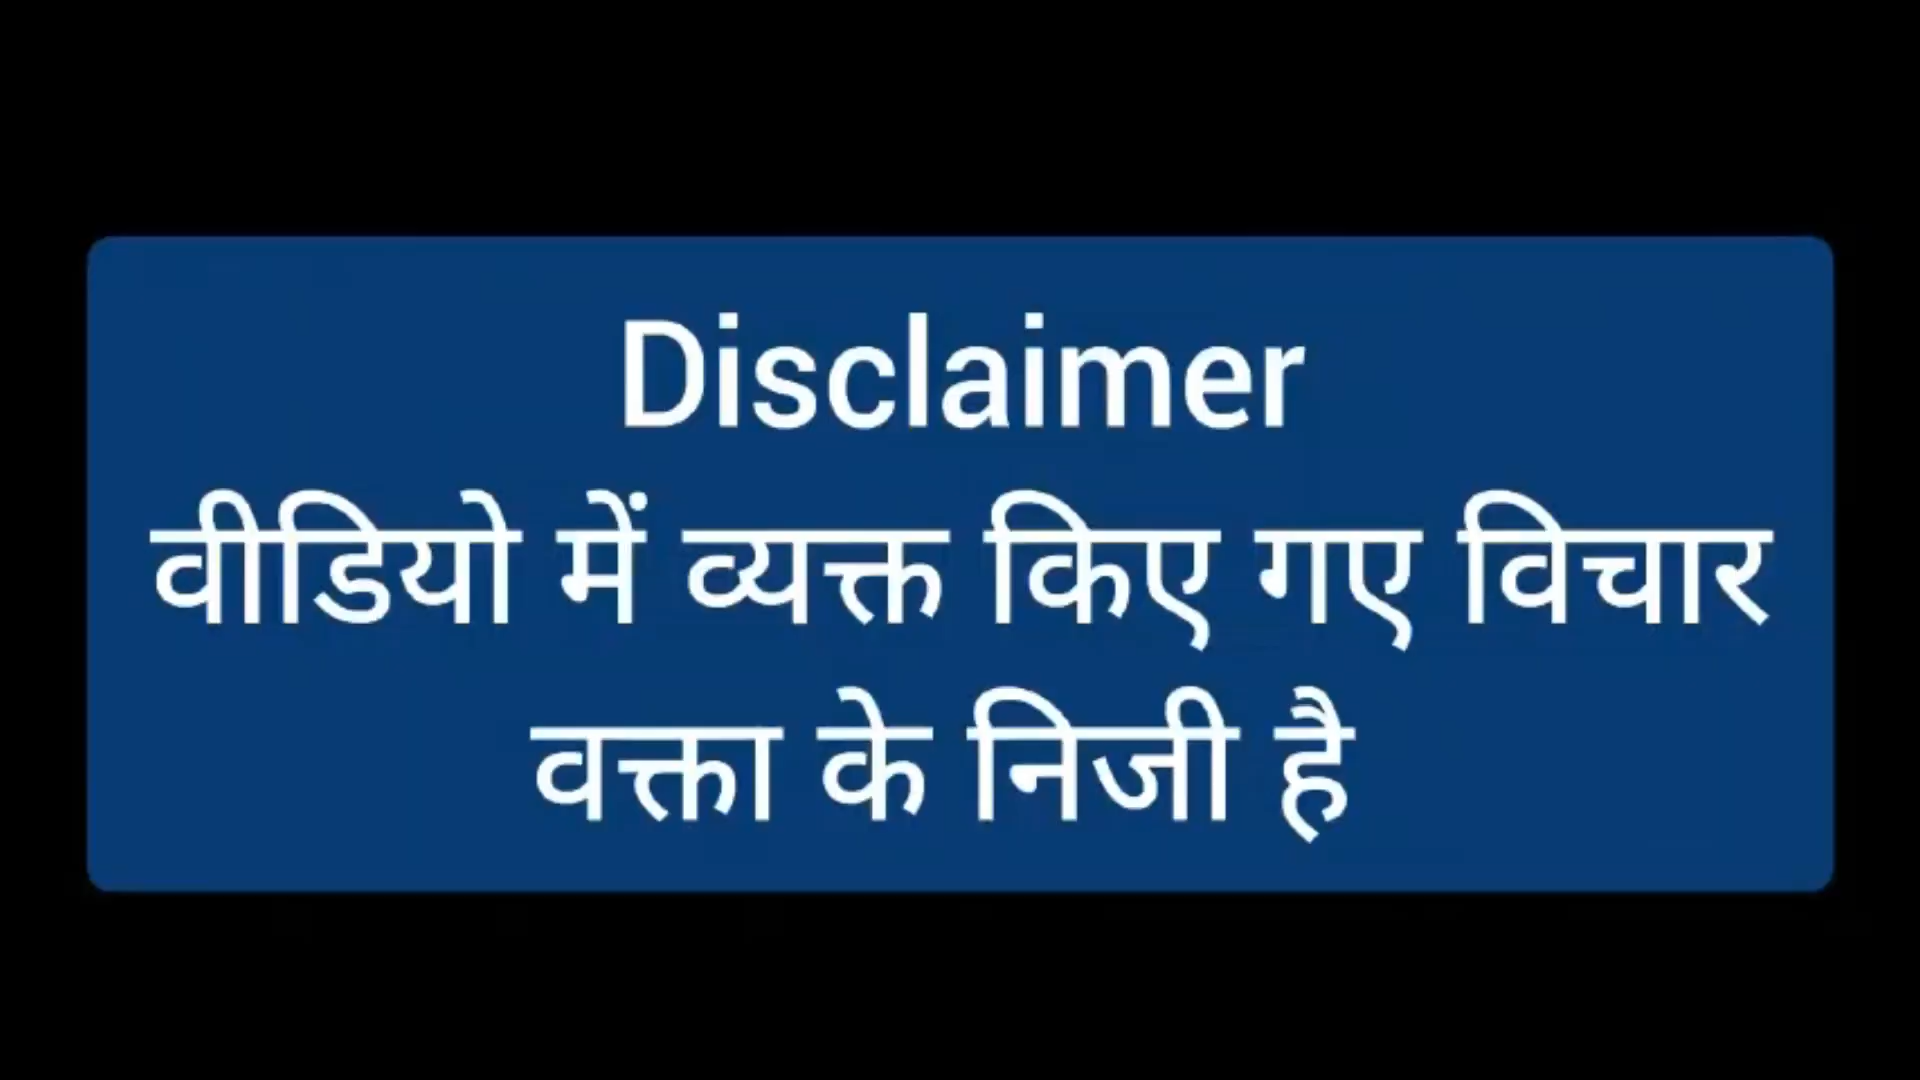 Disclaimer
वीडियो में व्यक्त किए गए विचार
वक्ता के निजी है